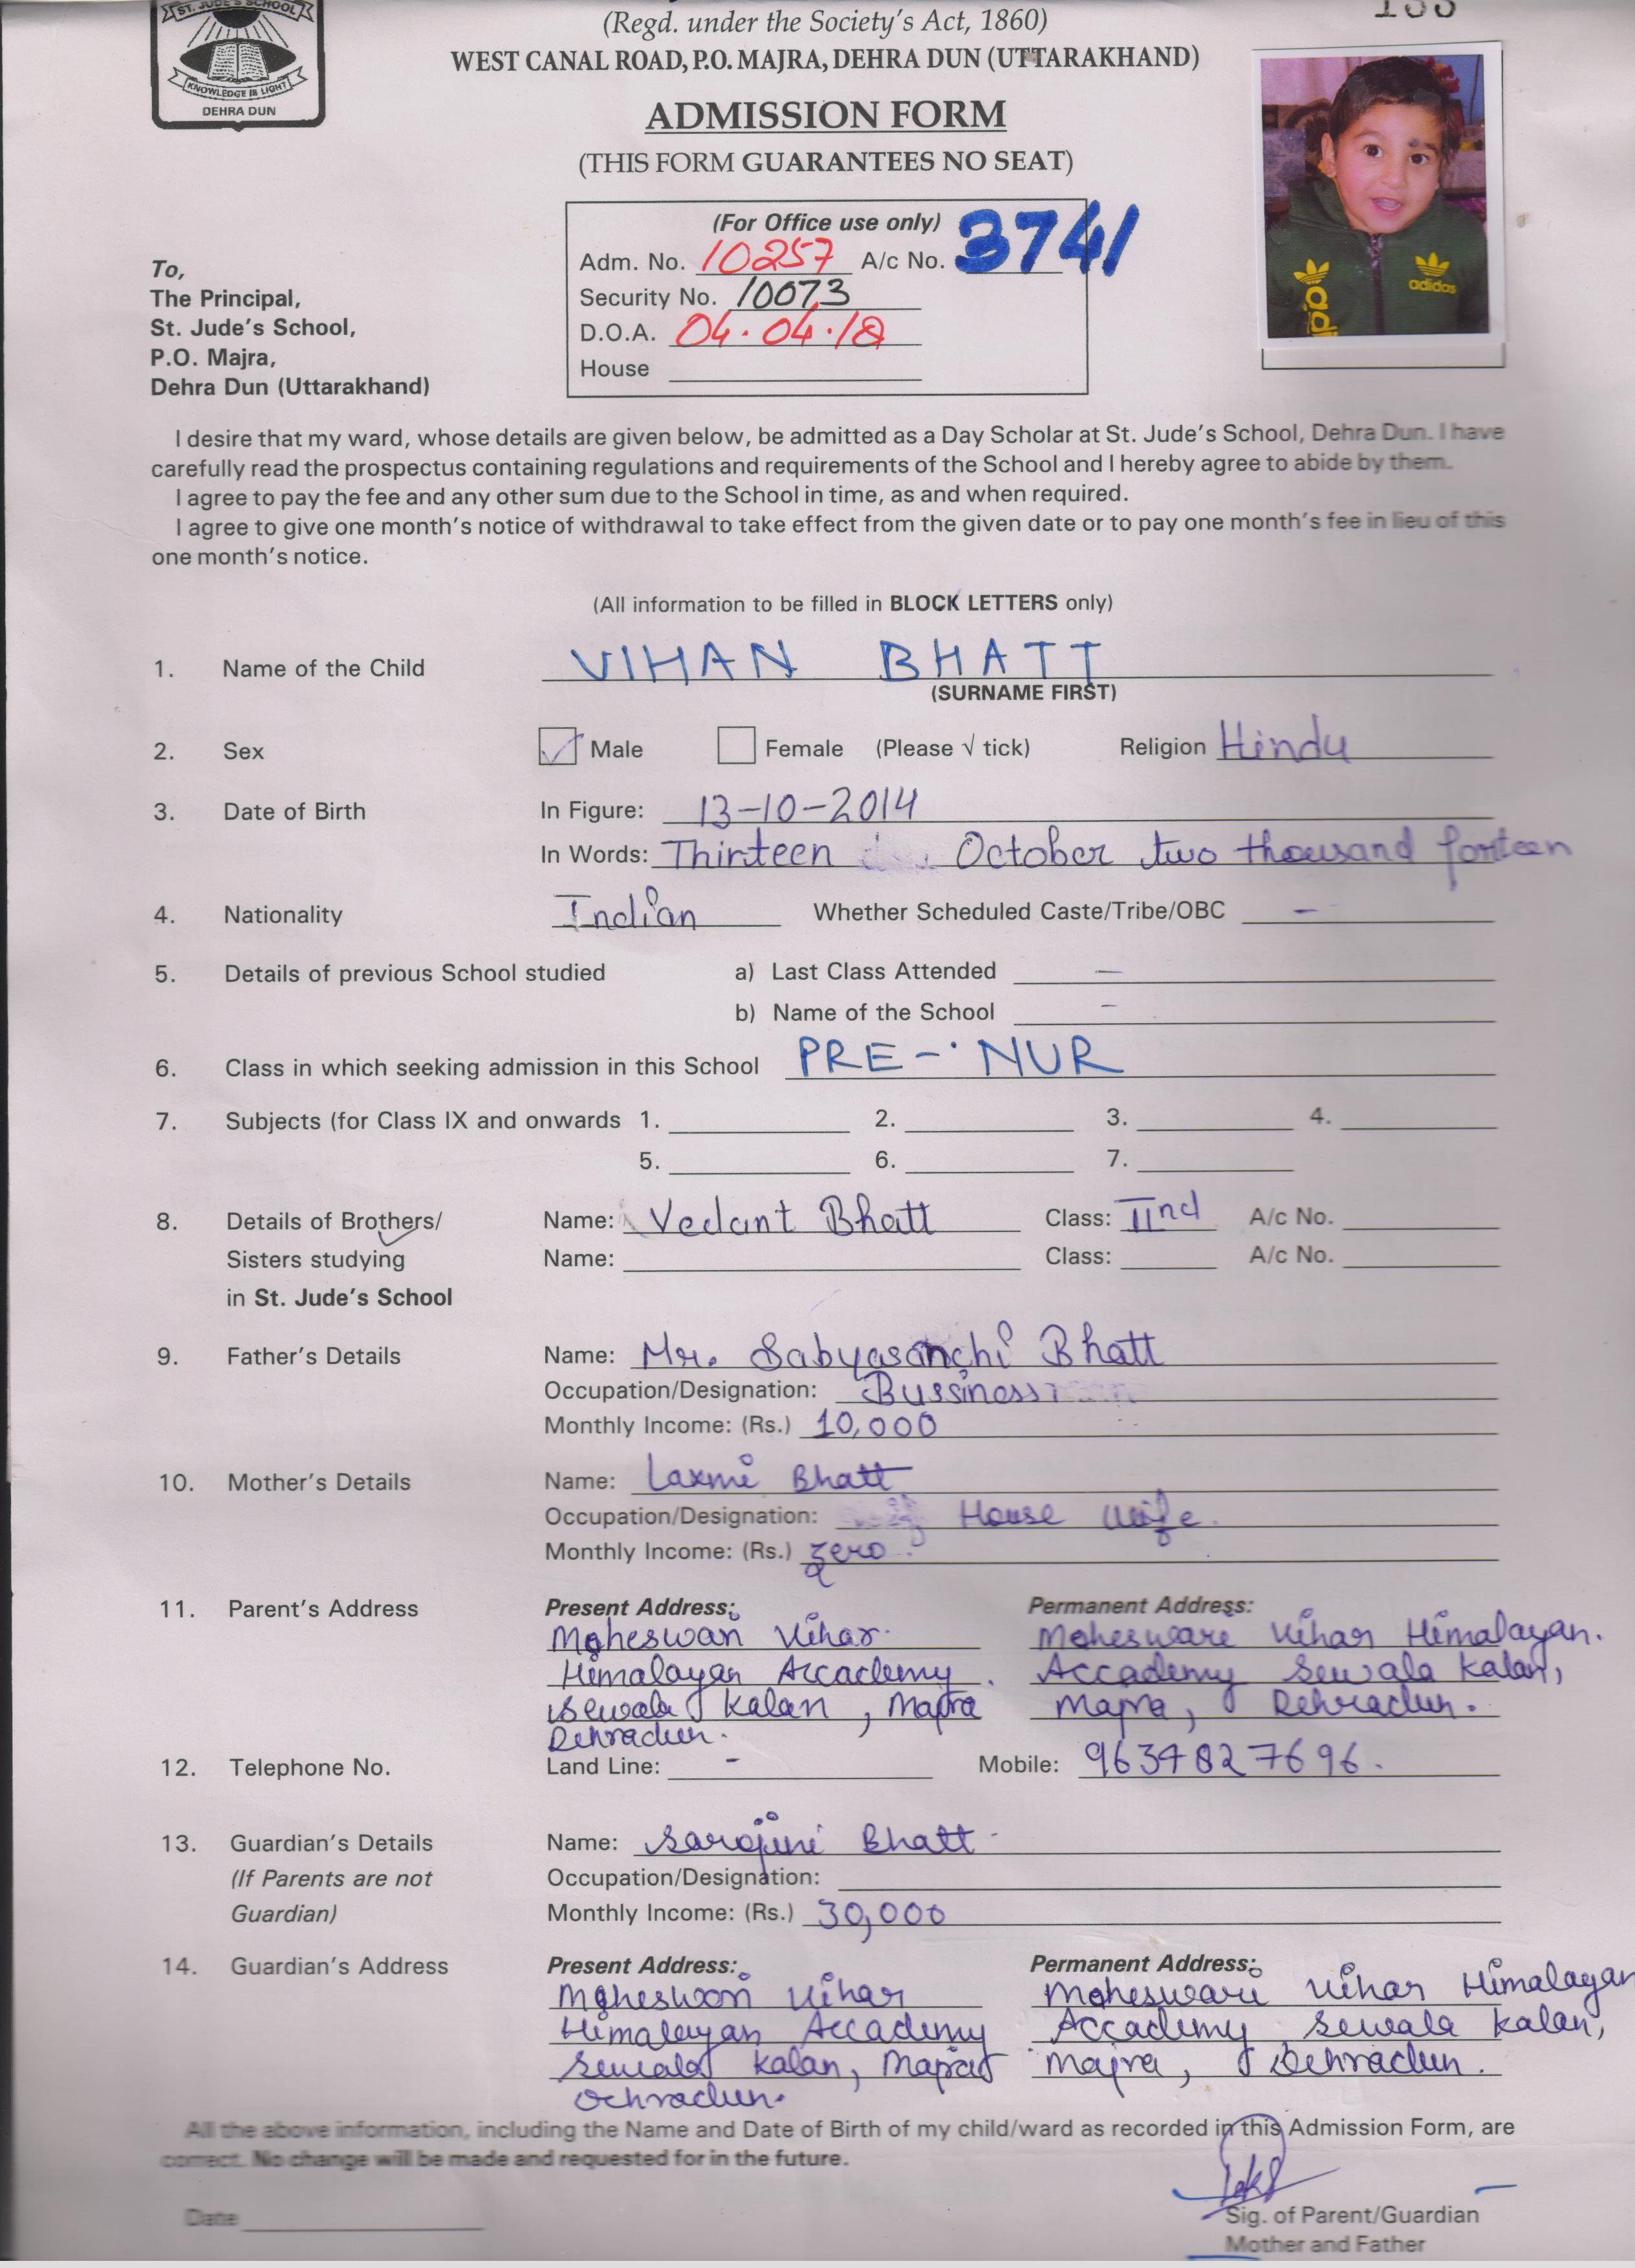 ST. JUDE'S SCHOOL
KNOWLEDGE IS LIGHT
DEHRA DUN
(Regd. under the Society's Act, 1860)
WEST CANAL ROAD, P.O. MAJRA, DEHRA DUN (UTTARAKHAND)
ADMISSION FORM
(THIS FORM GUARANTEES NO SEAT)
adidas
(For Office use only)
Adm. No. 10257 A/c No. 3741
Security No. 10073
D.O.A. 04.04.18
House
To,
The Principal,
St. Jude's School,
P.O. Majra,
Dehra Dun (Uttarakhand)
I desire that my ward, whose details are given below, be admitted as a Day Scholar at St. Jude's School, Dehra Dun. I have
carefully read the prospectus containing regulations and requirements of the School and I hereby agree to abide by them.
I agree to pay the fee and any other sum due to the School in time, as and when required.
I agree to give one month's notice of withdrawal to take effect from the given date or to pay one month's fee in lieu of this
one month's notice.
(All information to be filled in BLOCK LETTERS only)
1. Name of the Child VIHAN BHATT
(SURNAME FIRST)
2. Sex Male Female (Please √ tick) Religion Hindu
3. Date of Birth In Figure: 13-10-2014
In Words: Thirteen October two thousand forteen
4. Nationality Indian Whether Scheduled Caste/Tribe/OBC -
5. Details of previous School studied a) Last Class Attended -
b) Name of the School -
6. Class in which seeking admission in this School PRE-NUR
7. Subjects (for Class IX and onwards 1. 2. 3. 4.
5. 6. 7.
8. Details of Brothers/ Name: Vedant Bhatt Class: IInd A/c No.
Sisters studying Name: Class: A/c No.
in St. Jude's School
9. Father's Details Name: Mr. Sabyasanchi Bhatt
Occupation/Designation: Bussiness
Monthly Income: (Rs.) 10,000
10. Mother's Details Name: Laxmi Bhatt
Occupation/Designation: House Wife.
Monthly Income: (Rs.) zero.
11. Parent's Address Present Address: Permanent Address:
Moheswari Vihar. Moheswari Vihar Himalayan.
Himalayan Accademy. Accademy Sewala Kalan,
Sewala Kalan, Majra Majra, Dehradun.
Dehradun.
12. Telephone No. Land Line: - Mobile: 9634827696.
13. Guardian's Details Name: Sarojini Bhatt
(If Parents are not Occupation/Designation:
Guardian) Monthly Income: (Rs.) 30,000
14. Guardian's Address Present Address: Permanent Address:
Moheswari Vihar Moheswari Vihar Himalayan
Himalayan Accademy Accademy Sewala Kalan,
Sewala Kalan, Majra Majra, Dehradun.
Dehradun.
All the above information, including the Name and Date of Birth of my child/ward as recorded in this Admission Form, are
correct. No change will be made and requested for in the future.
Date
Sig. of Parent/Guardian
Mother and Father